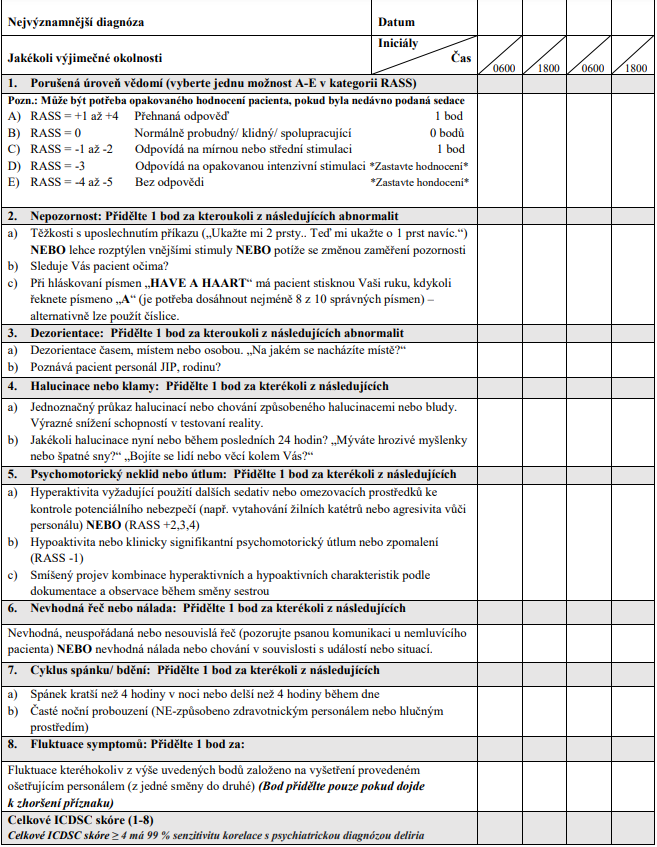 Nejvýznamnější diagnóza
Datum
Jakékoli výjimečné okolnosti
Iniciály
Čas
0600
1800
0600
1800
1. Porušená úroveň vědomí (vyberte jednu možnost A-E v kategorii RASS)
Pozn.: Může být potřeba opakovaného hodnocení pacienta, pokud byla nedávno podaná sedace
A) RASS = +1 až +4 Přehnaná odpověď 1 bod
B) RASS = 0 Normálně probudný/ klidný/ spolupracující 0 bodů
C) RASS = -1 až -2 Odpovídá na mírnou nebo střední stimulaci 1 bod
D) RASS = -3 Odpovídá na opakovanou intenzivní stimulaci *Zastavte hodnocení*
E) RASS = -4 až -5 Bez odpovědi *Zastavte hondocení*
2. Nepozornost: Přidělte 1 bod za kteroukoli z následujících abnormalit
a) Těžkosti s uposlechnutím příkazu („Ukažte mi 2 prsty.. Teď mi ukažte o 1 prst navíc.“)
NEBO lehce rozptýlen vnějšími stimuly NEBO potíže se změnou zaměření pozornosti
b) Sleduje Vás pacient očima?
c) Při hláskovaní písmen „HAVE A HAART“ má pacient stisknou Vaši ruku, kdykoli
řeknete písmeno „A“ (je potřeba dosáhnout nejméně 8 z 10 správných písmen) –
alternativně lze použít číslice.
3. Dezorientace: Přidělte 1 bod za kteroukoli z následujících abnormalit
a) Dezorientace časem, místem nebo osobou. „Na jakém se nacházíte místě?“
b) Poznává pacient personál JIP, rodinu?
4. Halucinace nebo klamy: Přidělte 1 bod za kterékoli z následujících
a) Jednoznačný průkaz halucinací nebo chování způsobeného halucinacemi nebo bludy.
Výrazné snížení schopností v testovaní reality.
b) Jakékoli halucinace nyní nebo během posledních 24 hodin? „Mýváte hrozivé myšlenky
nebo špatné sny?“ „Bojíte se lidí nebo věcí kolem Vás?“
5. Psychomotorický neklid nebo útlum: Přidělte 1 bod za kterékoli z následujících
a) Hyperaktivita vyžadující použití dalších sedativ nebo omezovacích prostředků ke
kontrole potenciálního nebezpečí (např. vytahování žilních katétrů nebo agresivita vůči
personálu) NEBO (RASS +2,3,4)
b) Hypoaktivita nebo klinicky signifikantní psychomotorický útlum nebo zpomalení
(RASS -1)
c) Smíšený projev kombinace hyperaktivních a hypoaktivních charakteristik podle
dokumentace a observace během směny sestrou
6. Nevhodná řeč nebo nálada: Přidělte 1 bod za kterékoli z následujících
Nevhodná, neuspořádaná nebo nesouvislá řeč (pozorujte psanou komunikaci u nemluvícího
pacienta) NEBO nevhodná nálada nebo chování v souvislosti s událostí nebo situací.
7. Cyklus spánku/ bdění: Přidělte 1 bod za kterékoli z následujících
a) Spánek kratší než 4 hodiny v noci nebo delší než 4 hodiny během dne
b) Časté noční probouzení (NE-způsobeno zdravotnickým personálem nebo hlučným
prostředím)
8. Fluktuace symptomů: Přidělte 1 bod za:
Fluktuace kteréhokoliv z výše uvedených bodů založeno na vyšetření provedeném
ošetřujícím personálem (z jedné směny do druhé) (Bod přidělte pouze pokud dojde
k zhoršení příznaku)
Celkové ICDSC skóre (1-8)
Celkové ICDSC skóre ≥ 4 má 99 % senzitivitu korelace s psychiatrickou diagnózou deliria